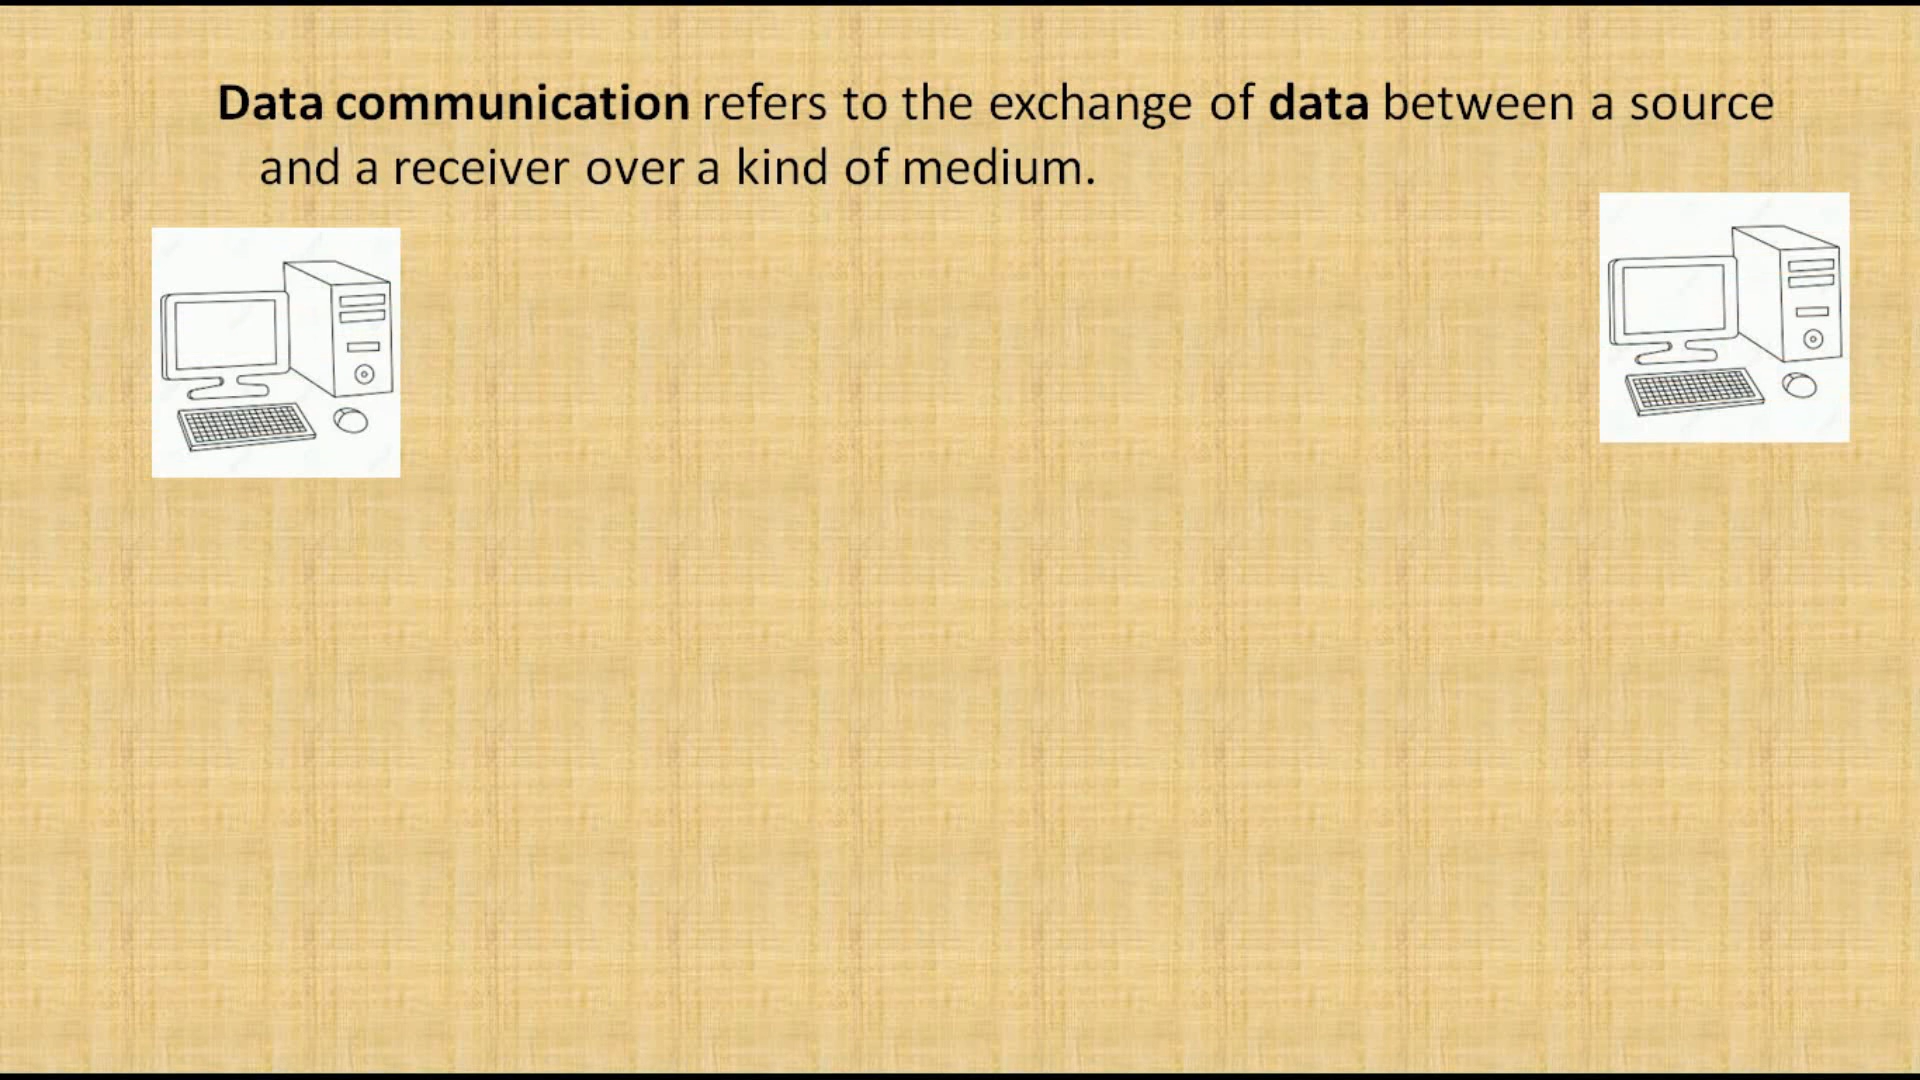 Data communication refers to the exchange of data between a source
and a receiver over a kind of medium.